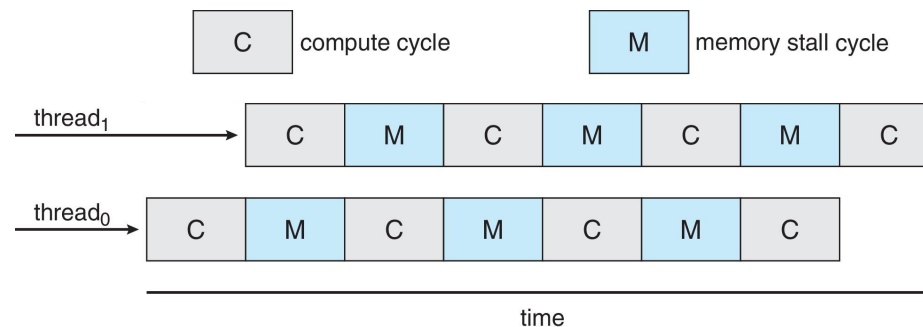 C compute cycle M memory stall cycle
thread₁ C M C M C M C
thread₀ C M C M C M C
time